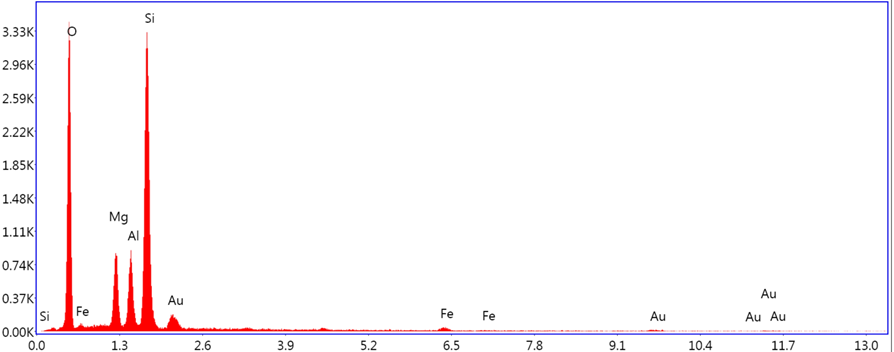 Si
3.33K
O
2.96K
2.59K
2.22K
1.85K
1.48K
Mg
1.11K
Al
0.74K
Au
0.37K
Au
Si
Fe
Fe
Fe
Au
Au
Au
0.00K
0.0
1.3
2.6
3.9
5.2
6.5
7.8
9.1
10.4
11.7
13.0